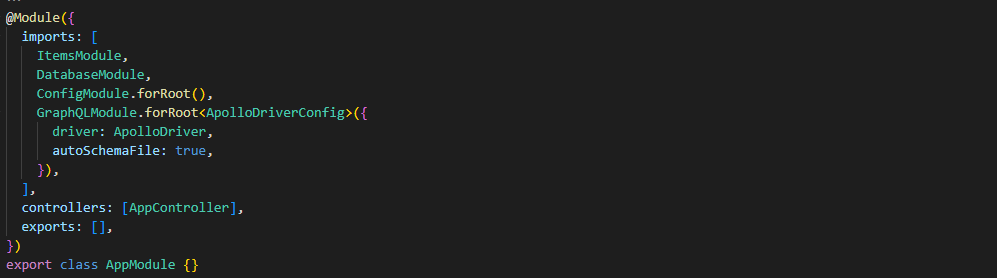 @Module({
  imports: [
    ItemsModule,
    DatabaseModule,
    ConfigModule.forRoot(),
    GraphQLModule.forRoot<ApolloDriverConfig>({
      driver: ApolloDriver,
      autoSchemaFile: true,
    }),
  ],
  controllers: [AppController],
  exports: [],
})
export class AppModule {}